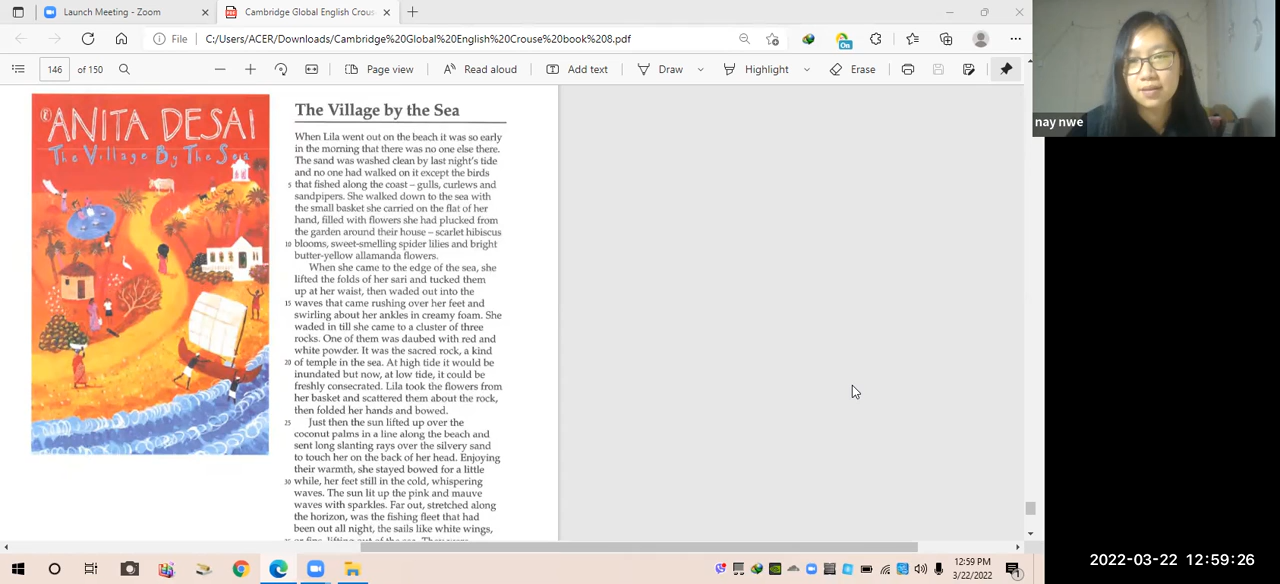 Launch Meeting - Zoom
Cambridge Global English Crous
File
C:/Users/ACER/Downloads/Cambridge%20Global%20English%20Crouse%20book%208.pdf
On
146
of 150
Page view
Read aloud
Add text
Draw
Highlight
Erase
nay nwe
ANITA DESAI
The Village By The Sea
The Village by the Sea
When Lila went out on the beach it was so early
in the morning that there was no one else there.
The sand was washed clean by last night's tide
and no one had walked on it except the birds
5 that fished along the coast – gulls, curlews and
sandpipers. She walked down to the sea with
the small basket she carried on the flat of her
hand, filled with flowers she had plucked from
the garden around their house – scarlet hibiscus
10 blooms, sweet-smelling spider lilies and bright
butter-yellow allamanda flowers.
When she came to the edge of the sea, she
lifted the folds of her sari and tucked them
up at her waist, then waded out into the
15 waves that came rushing over her feet and
swirling about her ankles in creamy foam. She
waded in till she came to a cluster of three
rocks. One of them was daubed with red and
white powder. It was the sacred rock, a kind
20 of temple in the sea. At high tide it would be
inundated but now, at low tide, it could be
freshly consecrated. Lila took the flowers from
her basket and scattered them about the rock,
then folded her hands and bowed.
25 Just then the sun lifted up over the
coconut palms in a line along the beach and
sent long slanting rays over the silvery sand
to touch her on the back of her head. Enjoying
their warmth, she stayed bowed for a little
30 while, her feet still in the cold, whispering
waves. The sun lit up the pink and mauve
waves with sparkles. Far out, stretched along
the horizon, was the fishing fleet that had
been out all night, the sails like white wings,
12:59 PM
3/22/2022
2022-03-22 12:59:26